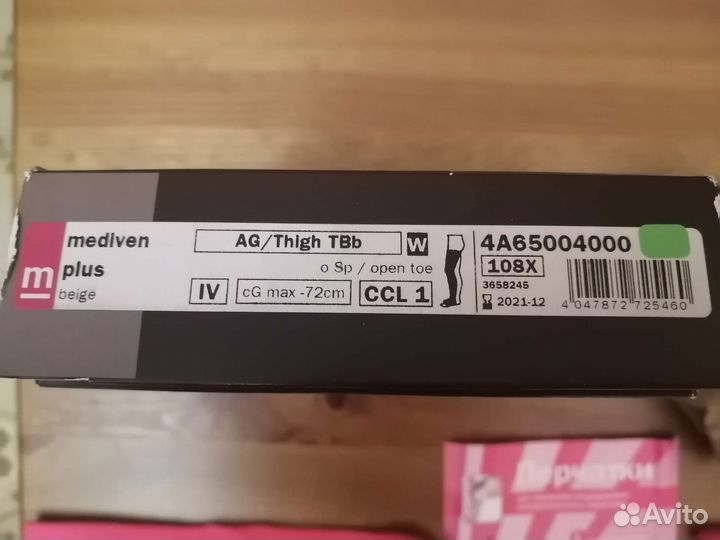 mediven
plus
beige
m
AG/Thigh TBb
W
o Sp / open toe
IV
cG max -72cm
CCL 1
4A65004000
108X
3658245
2021-12
4 047872 725460
Перчатки
Avito